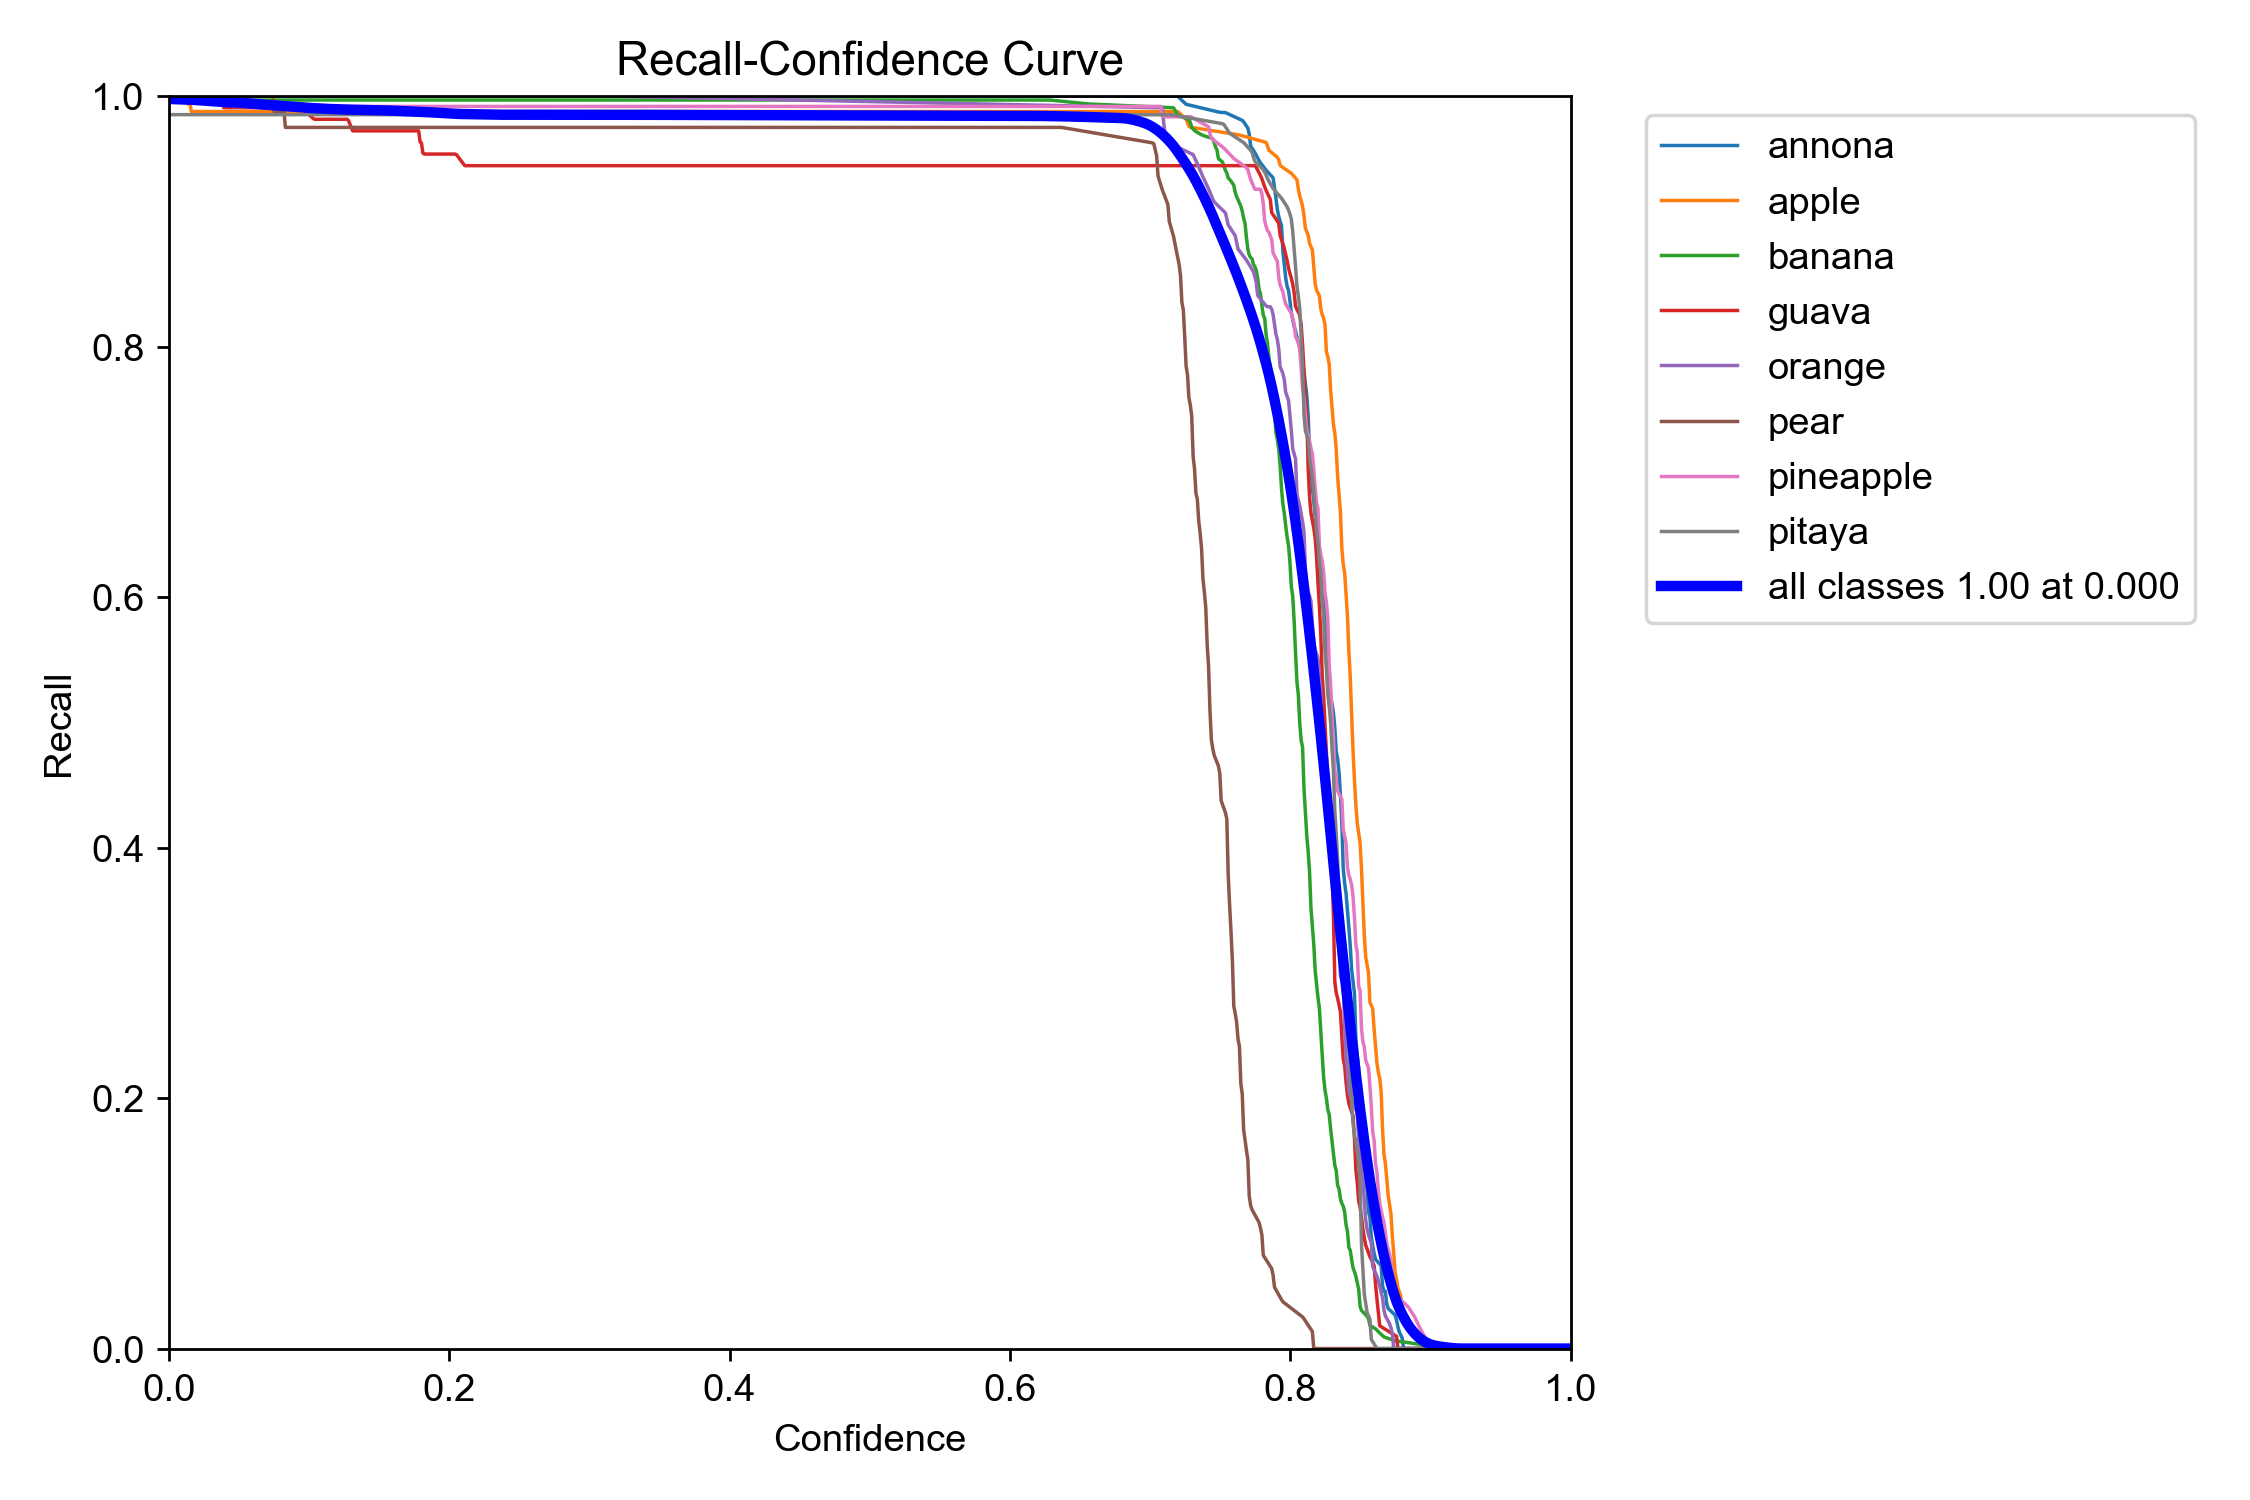 Recall-Confidence Curve
1.0
0.8
0.6
0.4
0.2
0.0
Recall
0.0 0.2 0.4 0.6 0.8 1.0
Confidence
annona
apple
banana
guava
orange
pear
pineapple
pitaya
all classes 1.00 at 0.000